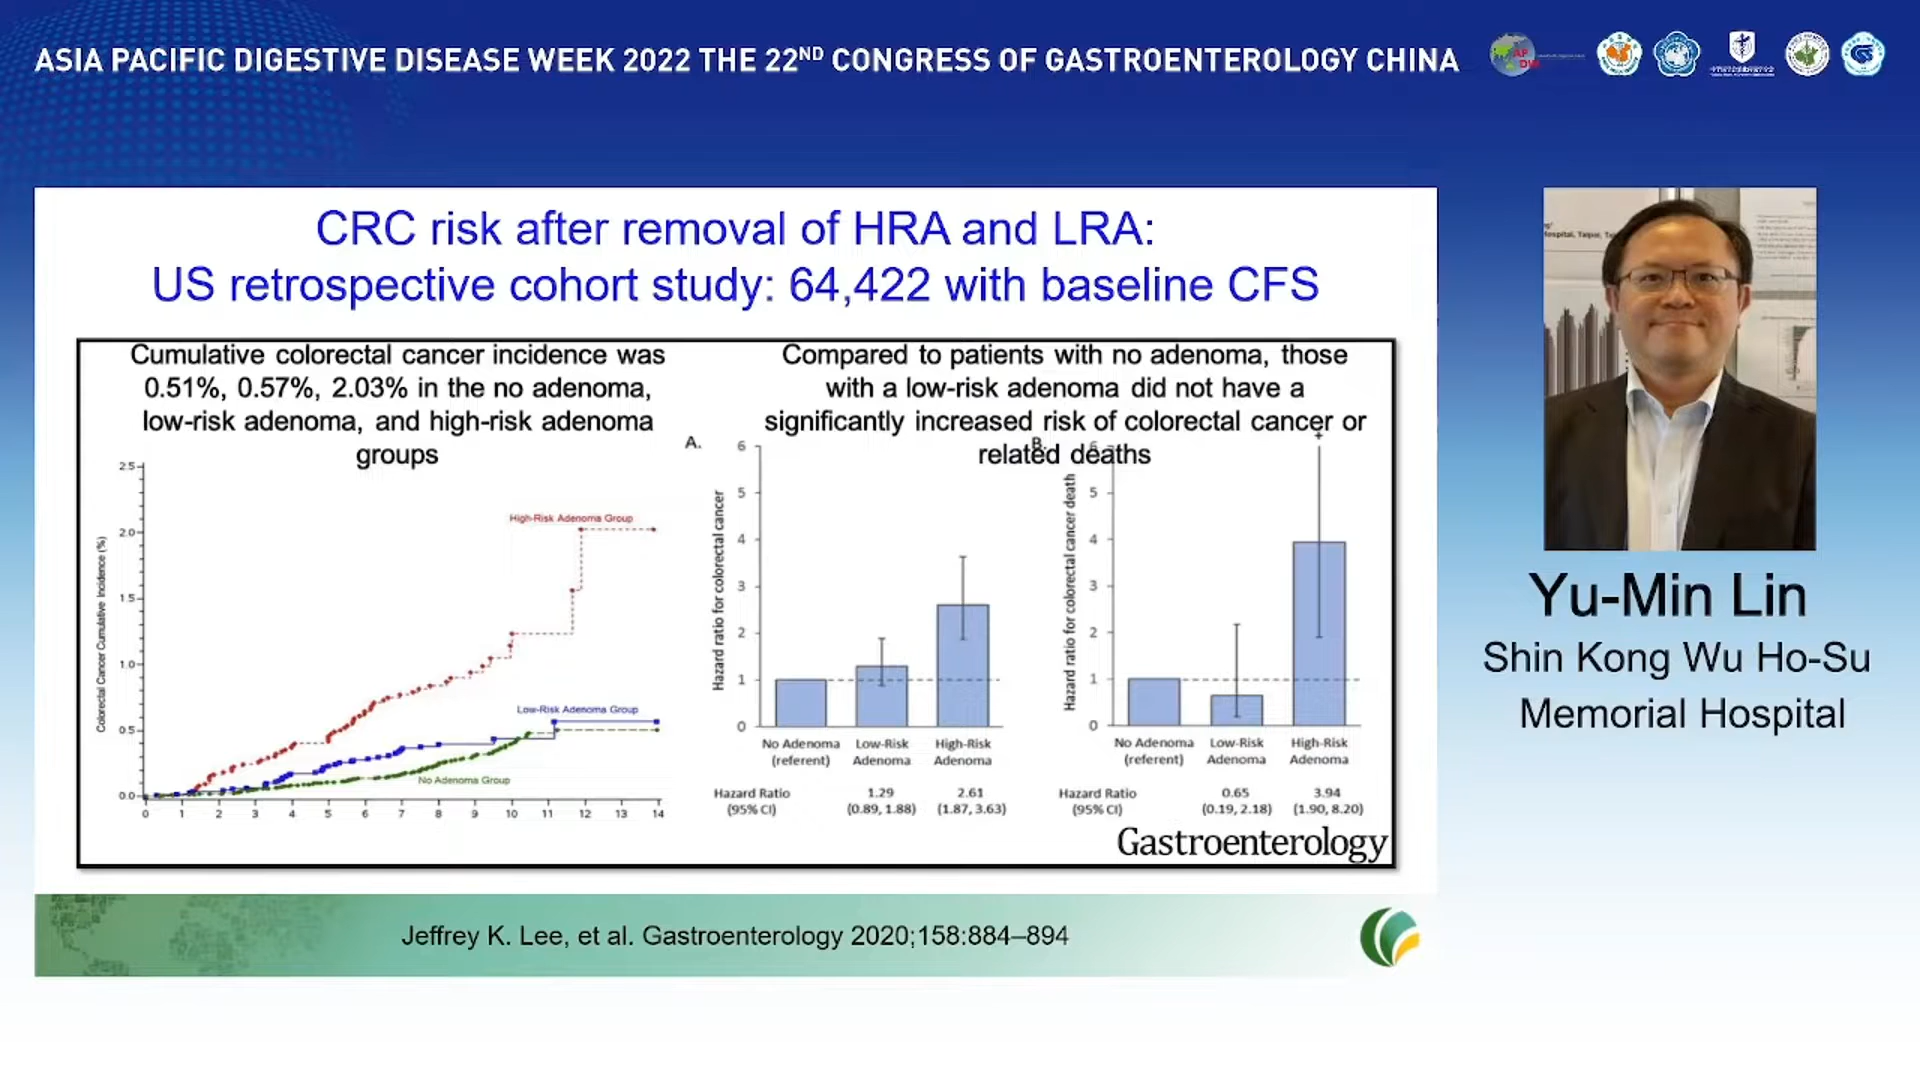 ASIA PACIFIC DIGESTIVE DISEASE WEEK 2022 THE 22ND CONGRESS OF GASTROENTEROLOGY CHINA
CRC risk after removal of HRA and LRA:
US retrospective cohort study: 64,422 with baseline CFS
Cumulative colorectal cancer incidence was
0.51%, 0.57%, 2.03% in the no adenoma,
low-risk adenoma, and high-risk adenoma
groups
Colorectal Cancer Cumulative Incidence (%)
2.5
2.0
1.5
1.0
0.5
0.0
High-Risk Adenoma Group
Low-Risk Adenoma Group
No Adenoma Group
0 1 2 3 4 5 6 7 8 9 10 11 12 13 14
Compared to patients with no adenoma, those
with a low-risk adenoma did not have a
significantly increased risk of colorectal cancer or
related deaths
A.
Hazard ratio for colorectal cancer
6
5
4
3
2
1
0
No Adenoma Low-Risk High-Risk
(referent) Adenoma Adenoma
Hazard Ratio 1.29 2.61
(95% CI) (0.89, 1.88) (1.87, 3.63)
B.
Hazard ratio for colorectal cancer death
6
5
4
3
2
1
0
+
No Adenoma Low-Risk High-Risk
(referent) Adenoma Adenoma
Hazard Ratio 0.65 3.94
(95% CI) (0.19, 2.18) (1.90, 8.20)
Gastroenterology
Jeffrey K. Lee, et al. Gastroenterology 2020;158:884–894
Yu-Min Lin
Shin Kong Wu Ho-Su
Memorial Hospital